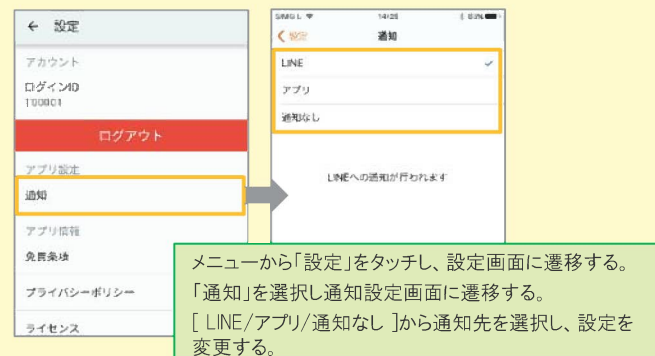 ← 設定
アカウント
ログインID
100001
ログアウト
アプリ設定
通知
アプリ情報
免責条項
プライバシーポリシー
ライセンス
14:28
通知
LINE
アプリ
通知なし
LINEへの通知が行われます
メニューから「設定」をタッチし、設定画面に遷移する。
「通知」を選択し通知設定画面に遷移する。
[ LINE/アプリ/通知なし ]から通知先を選択し、設定を
変更する。